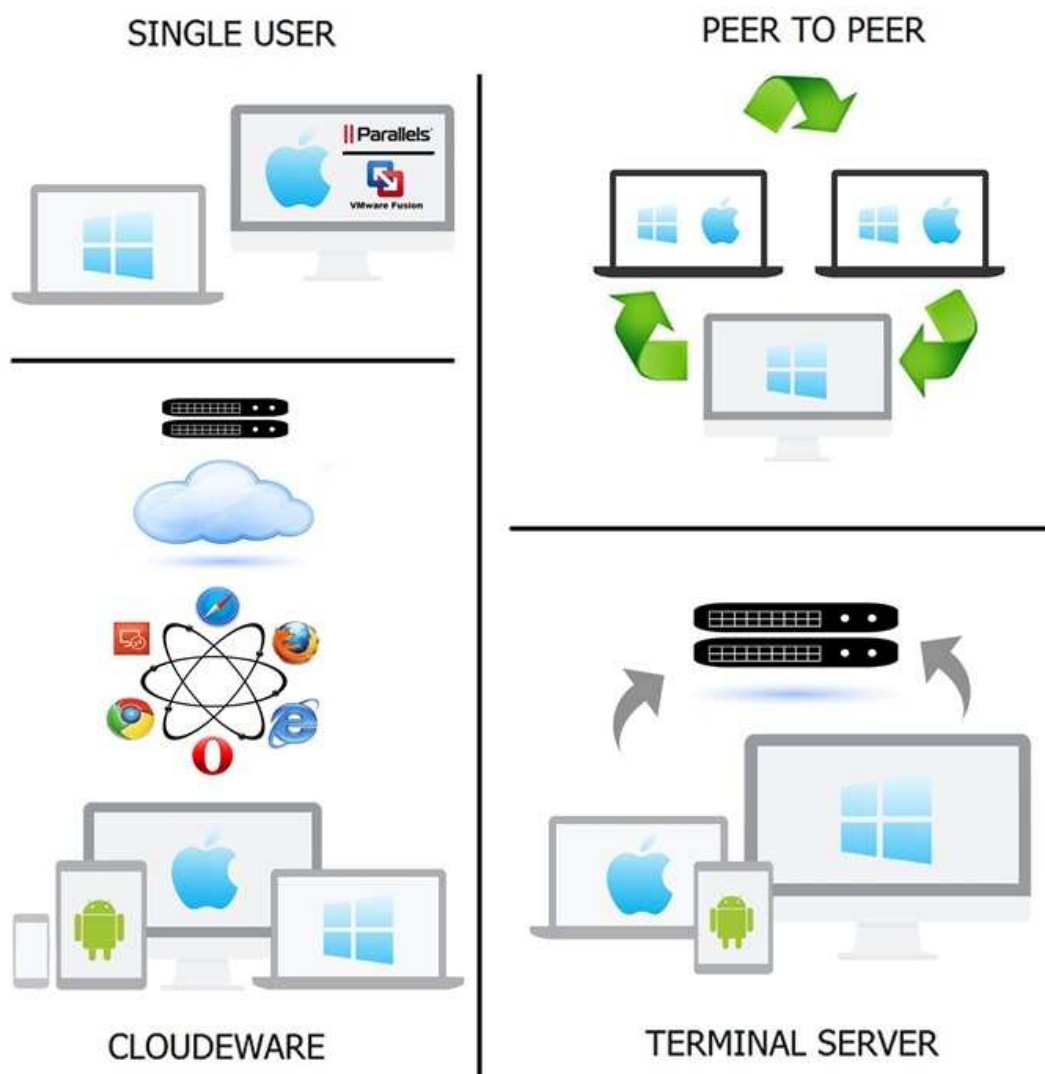 SINGLE USER
PEER TO PEER
Parallels®
VMware Fusion
CLOUDEWARE
TERMINAL SERVER